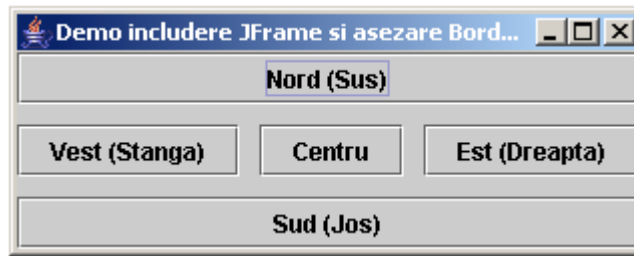 Demo includere JFrame si asezare Bord...
Nord (Sus)
Vest (Stanga) Centru Est (Dreapta)
Sud (Jos)